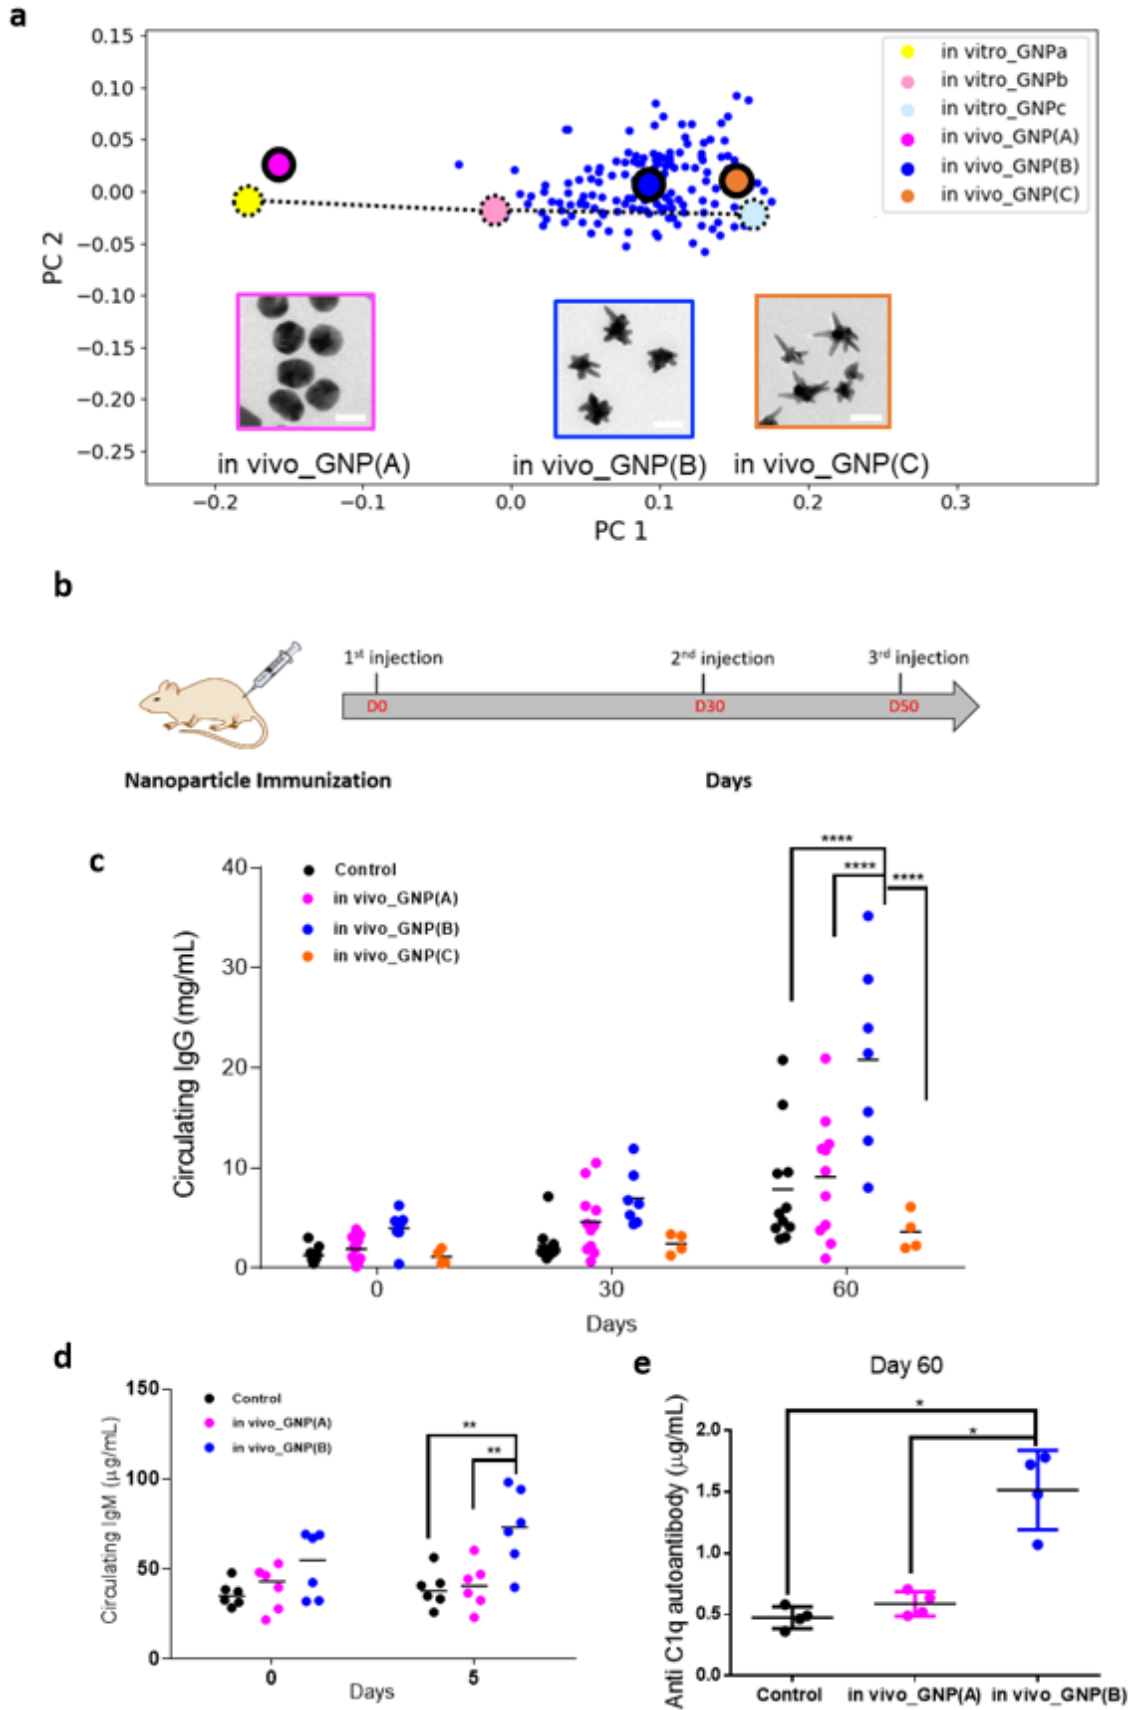 a
0.15
0.10
0.05
0.00
−0.05
−0.10
−0.15
−0.20
−0.25
PC 2
in vitro_GNPa
in vitro_GNPb
in vitro_GNPc
in vivo_GNP(A)
in vivo_GNP(B)
in vivo_GNP(C)
in vivo_GNP(A)
in vivo_GNP(B)
in vivo_GNP(C)
−0.2
−0.1
0.0
0.1
0.2
0.3
PC 1
b
1st injection
2nd injection
3rd injection
D0
D30
D50
Nanoparticle Immunization
Days
c
Circulating IgG (mg/mL)
40
30
20
10
0
Control
in vivo_GNP(A)
in vivo_GNP(B)
in vivo_GNP(C)
****
****
****
0
30
60
Days
d
Circulating IgM (μg/mL)
150
100
50
0
Control
in vivo_GNP(A)
in vivo_GNP(B)
**
**
0
5
Days
e
Day 60
Anti C1q autoantibody (μg/mL)
2.0
1.5
1.0
0.5
0.0
*
*
Control
in vivo_GNP(A)
in vivo_GNP(B)